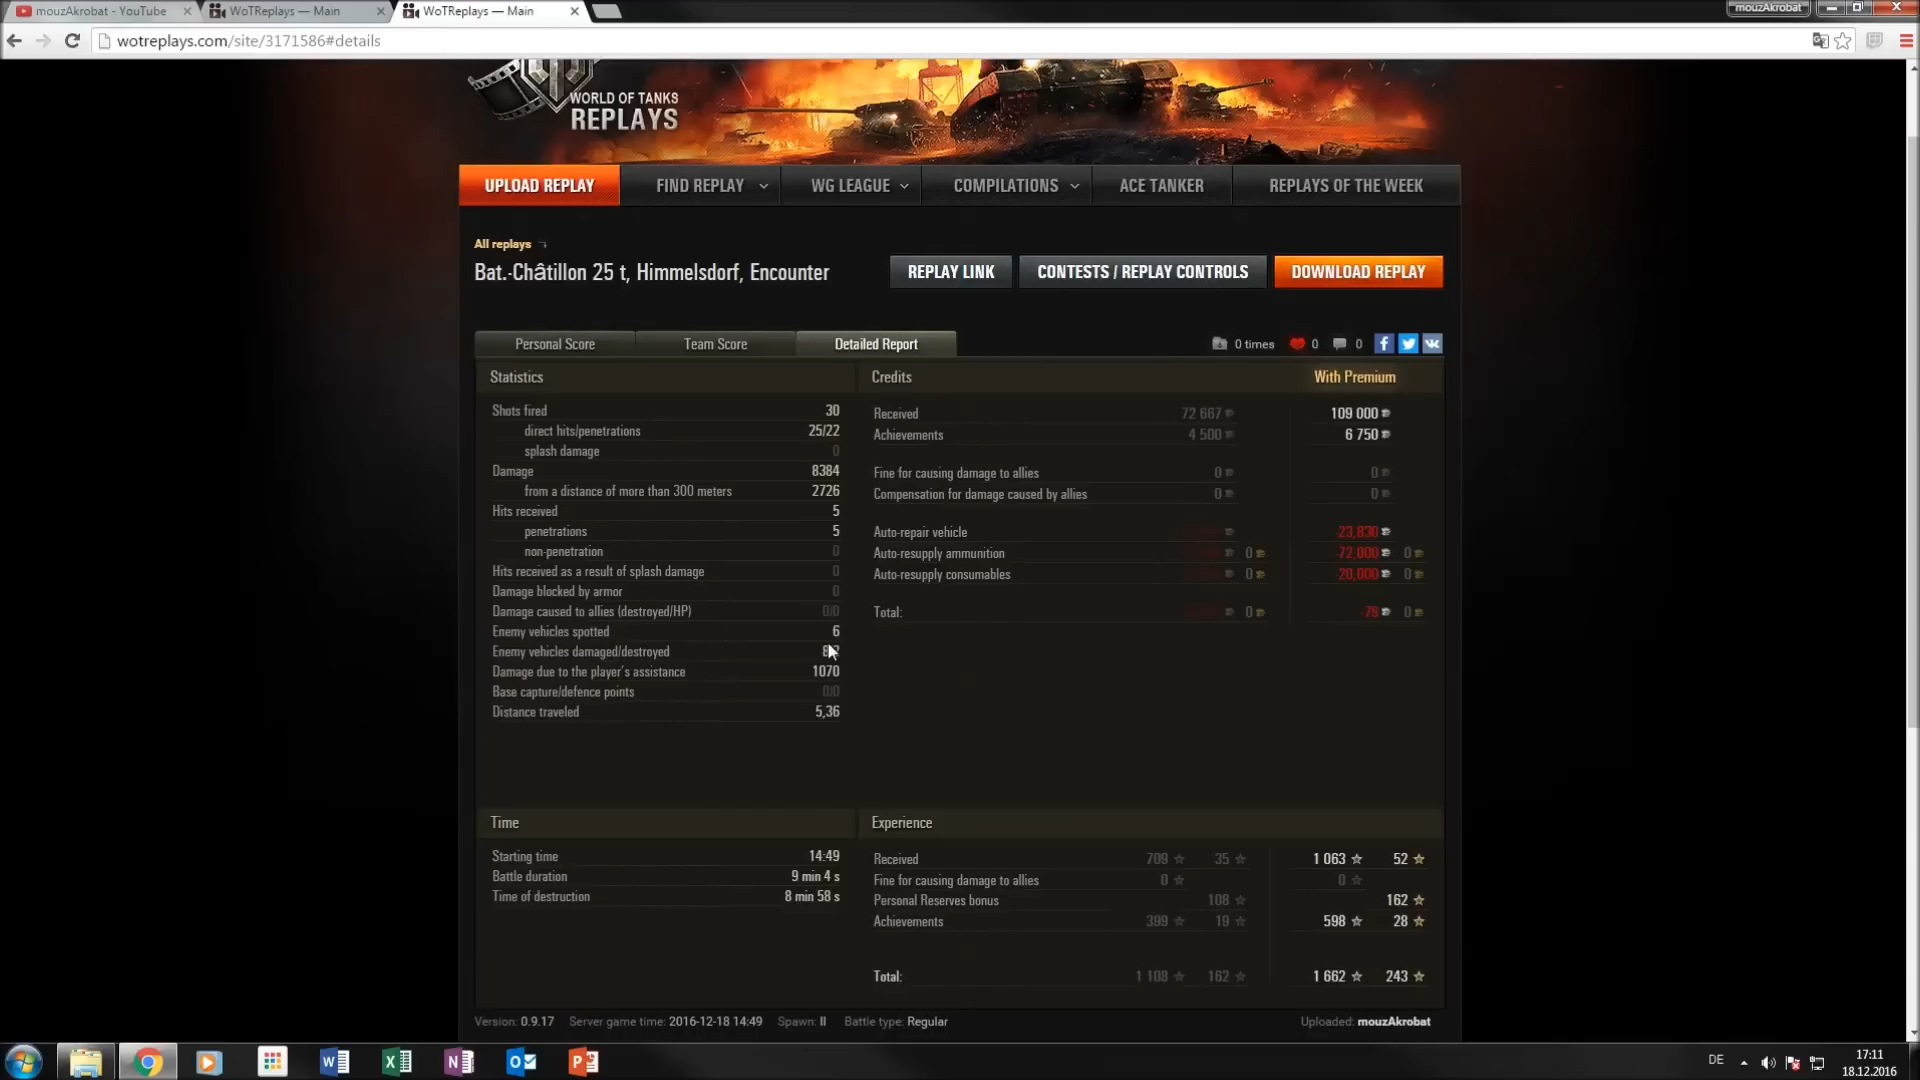 mouzAkrobat - YouTube
WoTReplays — Main
WoTReplays — Main
mouzAkrobat
wotreplays.com/site/3171586#details
WORLD OF TANKS
REPLAYS
UPLOAD REPLAY
FIND REPLAY
WG LEAGUE
COMPILATIONS
ACE TANKER
REPLAYS OF THE WEEK
All replays
Bat.-Châtillon 25 t, Himmelsdorf, Encounter
REPLAY LINK
CONTESTS / REPLAY CONTROLS
DOWNLOAD REPLAY
Personal Score
Team Score
Detailed Report
0 times
0
0
Statistics
Shots fired 30
direct hits/penetrations 25/22
splash damage 0
Damage 8384
from a distance of more than 300 meters 2726
Hits received 5
penetrations 5
non-penetration 0
Hits received as a result of splash damage 0
Damage blocked by armor 0
Damage caused to allies (destroyed/HP) 0/0
Enemy vehicles spotted 6
Enemy vehicles damaged/destroyed
Damage due to the player's assistance 1070
Base capture/defence points 0/0
Distance traveled 5,36
Credits With Premium
Received 72 667 109 000
Achievements 4 500 6 750
Fine for causing damage to allies 0 0
Compensation for damage caused by allies 0 0
Auto-repair vehicle -23,830
Auto-resupply ammunition 0 -72,000 0
Auto-resupply consumables 0 -20,000 0
Total: 0 -79 0
Time
Starting time 14:49
Battle duration 9 min 4 s
Time of destruction 8 min 58 s
Experience
Received 709 35 1 063 52
Fine for causing damage to allies 0 0
Personal Reserves bonus 108 162
Achievements 399 19 598 28
Total: 1 108 162 1 662 243
Version: 0.9.17 Server game time: 2016-12-18 14:49 Spawn: II Battle type: Regular
Uploaded: mouzAkrobat
DE
17:11
18.12.2016